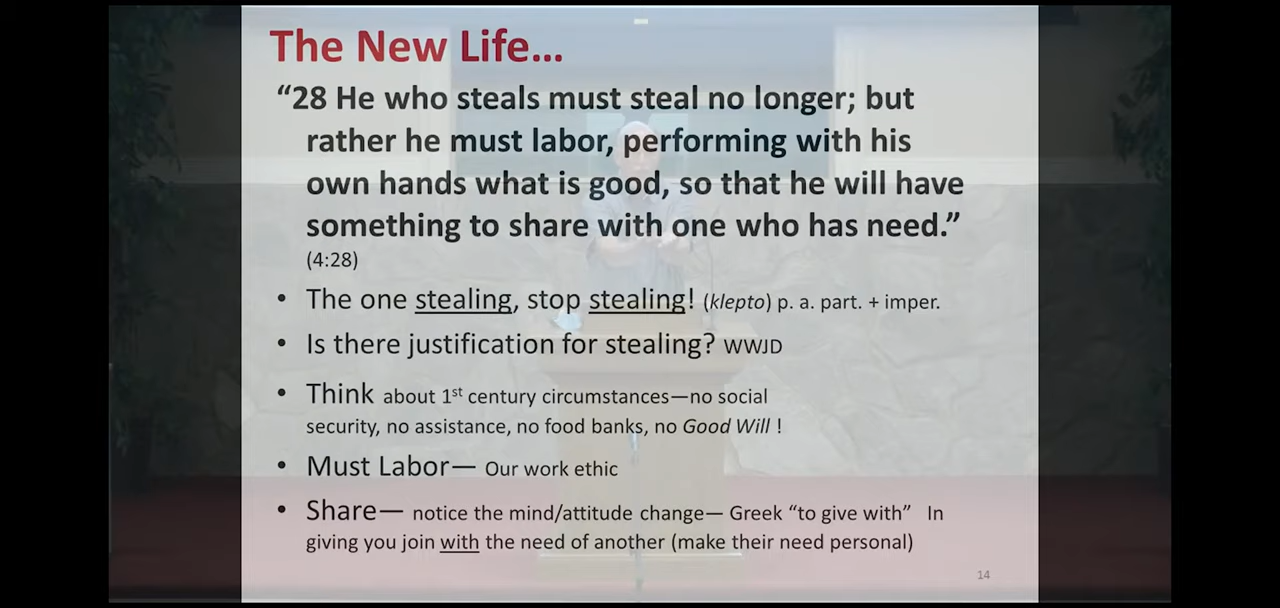 The New Life...
“28 He who steals must steal no longer; but
rather he must labor, performing with his
own hands what is good, so that he will have
something to share with one who has need.”
(4:28)
• The one stealing, stop stealing! (klepto) p. a. part. + imper.
• Is there justification for stealing? WWJD
• Think about 1st century circumstances—no social
security, no assistance, no food banks, no Good Will !
• Must Labor— Our work ethic
• Share— notice the mind/attitude change— Greek “to give with” In
giving you join with the need of another (make their need personal)
14